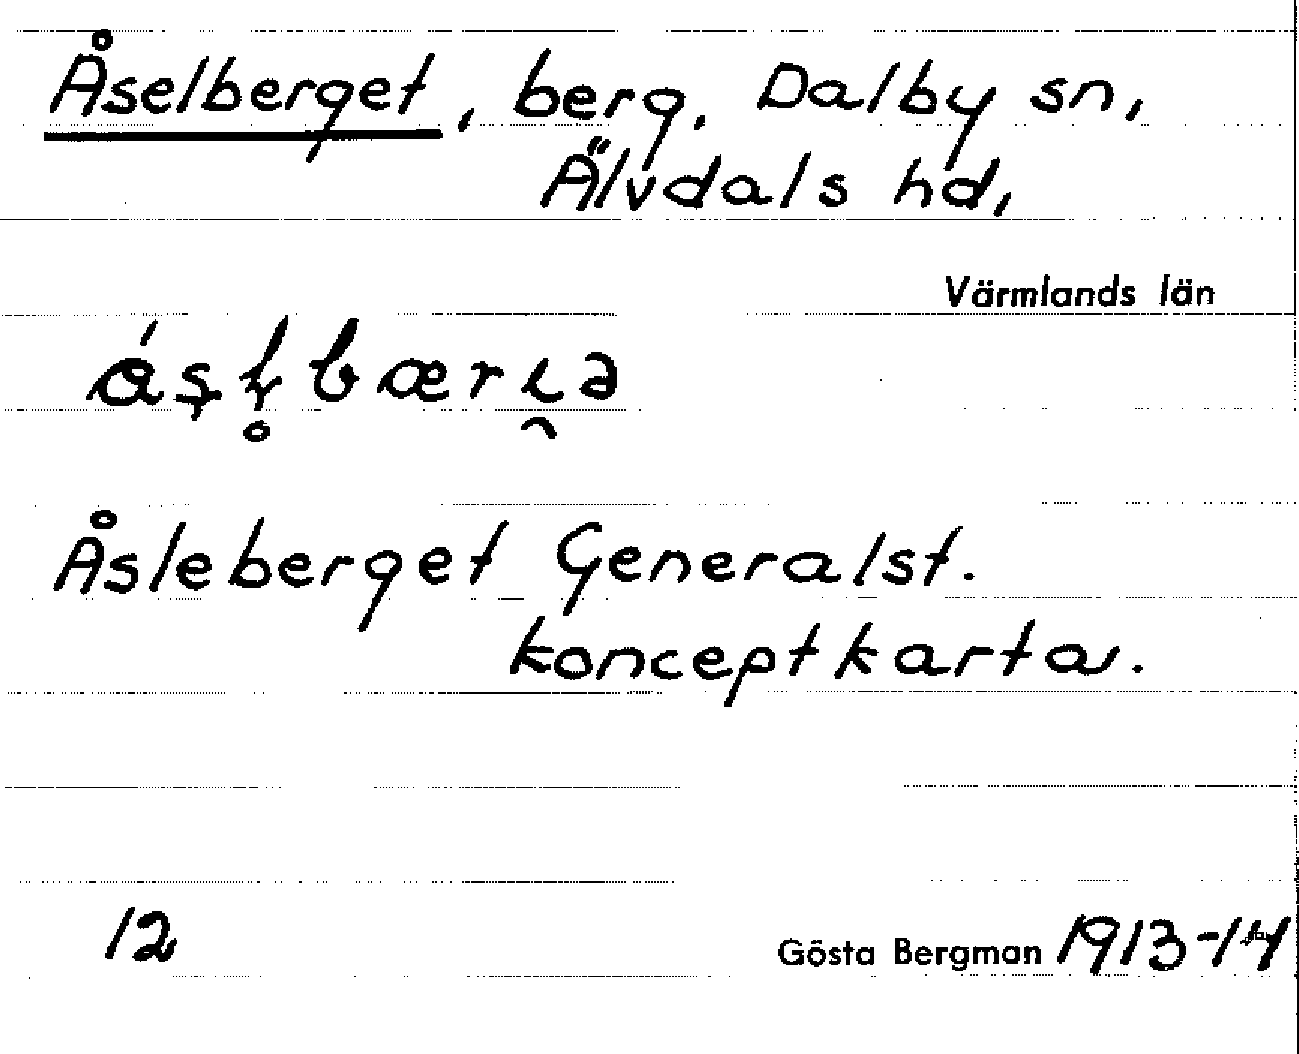 Åselberget, berg. Dalby sn,
Älvdals hd,
Värmlands län
Åsleberget Generalst.
konceptkarta.
12
Gösta Bergman 1913-14